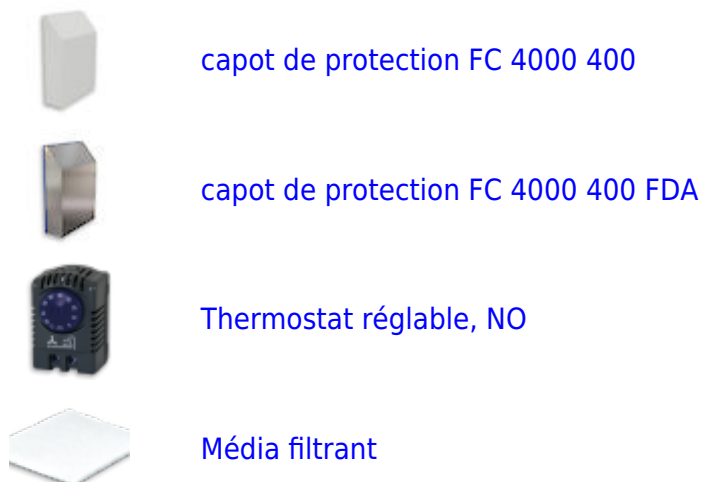 capot de protection FC 4000 400
capot de protection FC 4000 400 FDA
Thermostat réglable, NO
Média filtrant